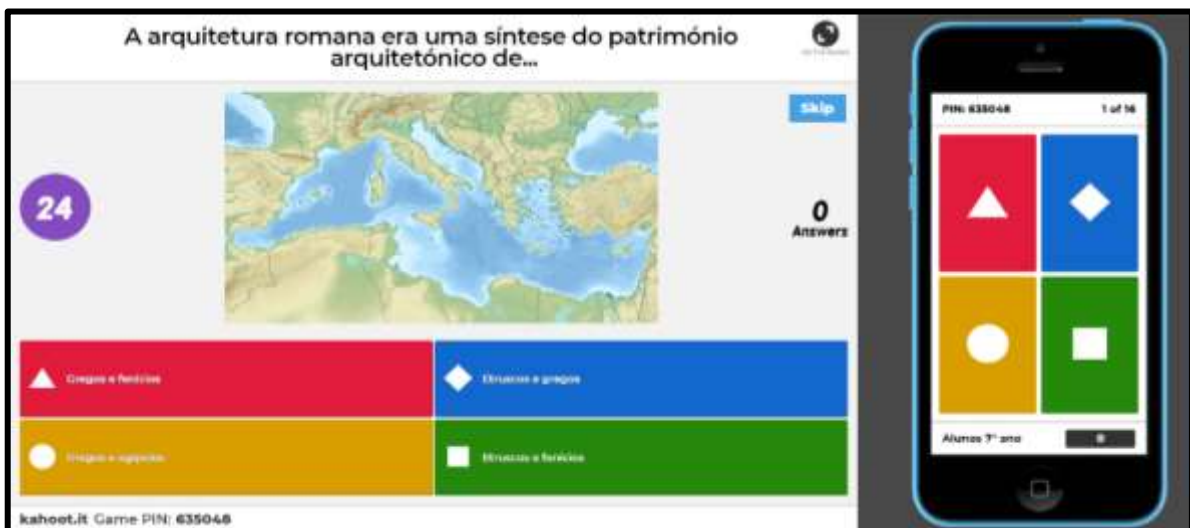 A arquitetura romana era uma síntese do património
arquitetónico de...
Skip
24
0
Answers
Gregos e fenícios
Etruscos e gregos
Gregos e egípcios
Etruscos e fenícios
kahoot.it Game PIN: 635048
PIN: 635048
1 of 16
Alunos 7º ano
0